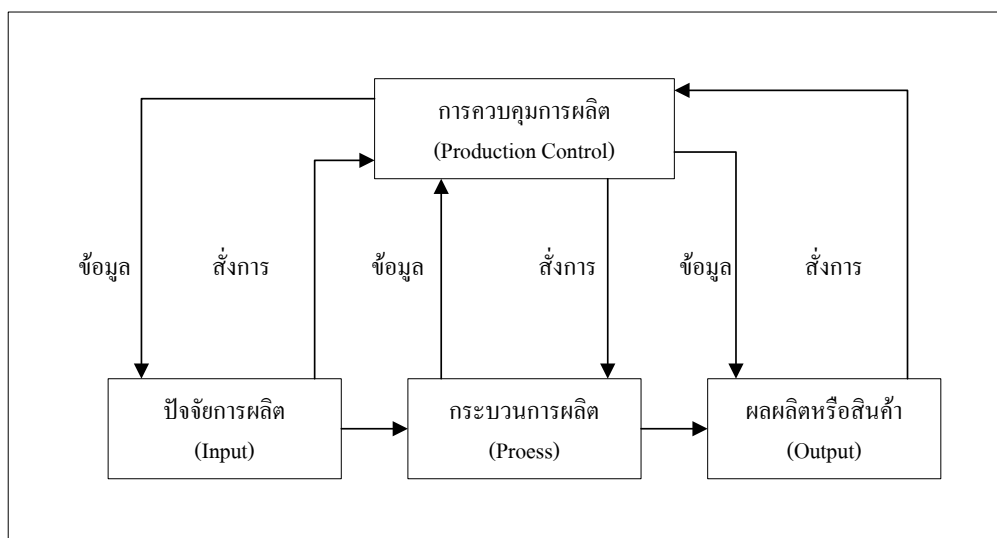 การควบคุมการผลิต
(Production Control)
ข้อมูล
สั่งการ
ข้อมูล
สั่งการ
ข้อมูล
สั่งการ
ปัจจัยการผลิต
(Input)
กระบวนการผลิต
(Proess)
ผลผลิตหรือสินค้า
(Output)